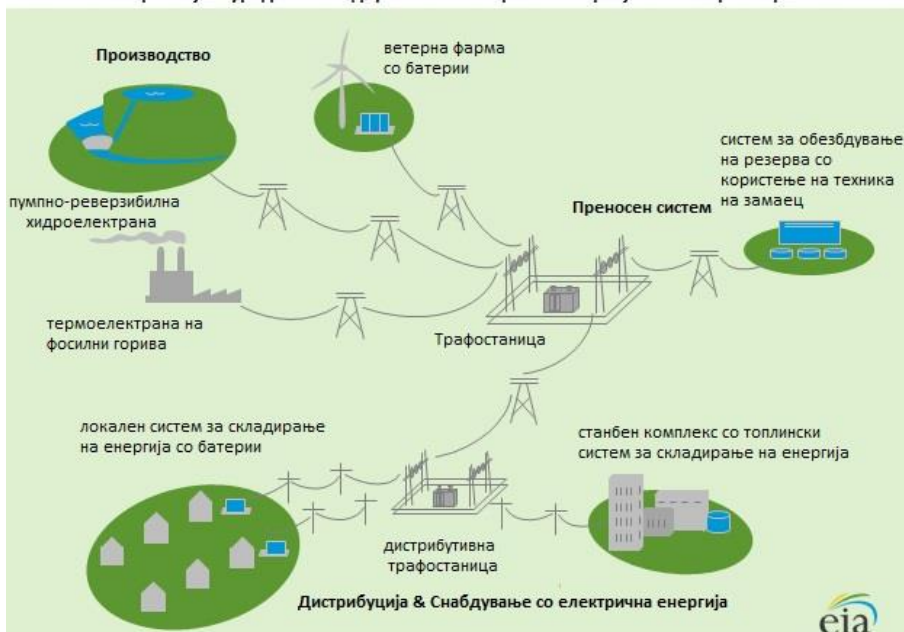 Производство
ветерна фарма
со батерии
систем за обезбдување
на резерва со
користење на техника
на замаец
пумпно-реверзибилна
хидроелектрана
Преносен систем
термоелектрана на
фосилни горива
Трафостаница
локален систем за складирање
на енергија со батерии
станбен комплекс со топлински
систем за складирање на енергија
дистрибутивна
трафостаница
Дистрибуција & Снабдување со електрична енергија
eia